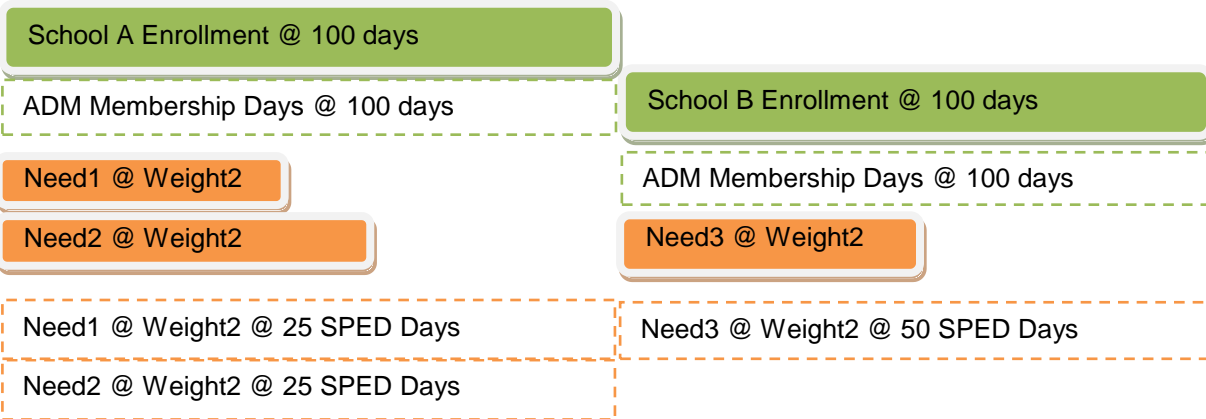 School A Enrollment @ 100 days
ADM Membership Days @ 100 days
School B Enrollment @ 100 days
ADM Membership Days @ 100 days
Need1 @ Weight2
Need2 @ Weight2
Need3 @ Weight2
Need1 @ Weight2 @ 25 SPED Days
Need3 @ Weight2 @ 50 SPED Days
Need2 @ Weight2 @ 25 SPED Days